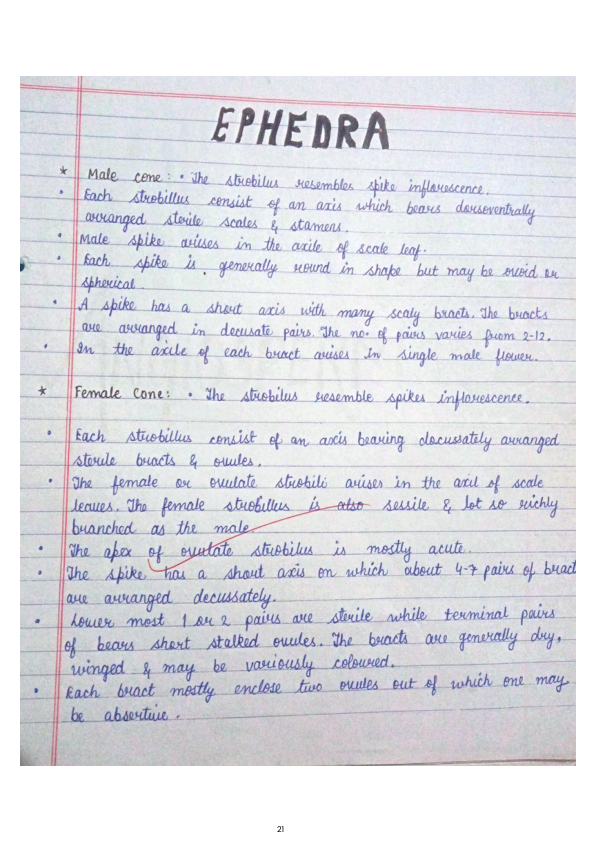 EPHEDRA
* Male cone : • The strobilus resembles spike inflorescence.
• Each strobillus consist of an axis which bears dorsoventrally
arranged sterile scales & stamens.
• Male spike arises in the axile of scale leaf.
• Each spike is generally round in shape but may be ovoid or
spherical.
• A spike has a short axis with many scaly bracts. The bracts
are arranged in decusate pairs. The no. of pairs varies from 2-12.
• In the axile of each bract arises in single male flower.
* Female Cone: • The strobilus resemble spikes inflorescence.
• Each strobillus consist of an axis bearing decussately arranged
sterile bracts & ovules.
• The female or ovulate strobili arises in the axil of scale
leaves. The female strobillus is also sessile & lot so richly
branched as the male.
• The apex of ovulate strobilus is mostly acute.
• The spike has a short axis on which about 4-7 pairs of bract
are arranged decussately.
• Lower most 1 or 2 pairs are sterile while terminal pairs
of bears short stalked ovules. The bracts are generally dry,
winged & may be variously coloured.
• Each bract mostly enclose two ovules out of which one may
be absertive.
21